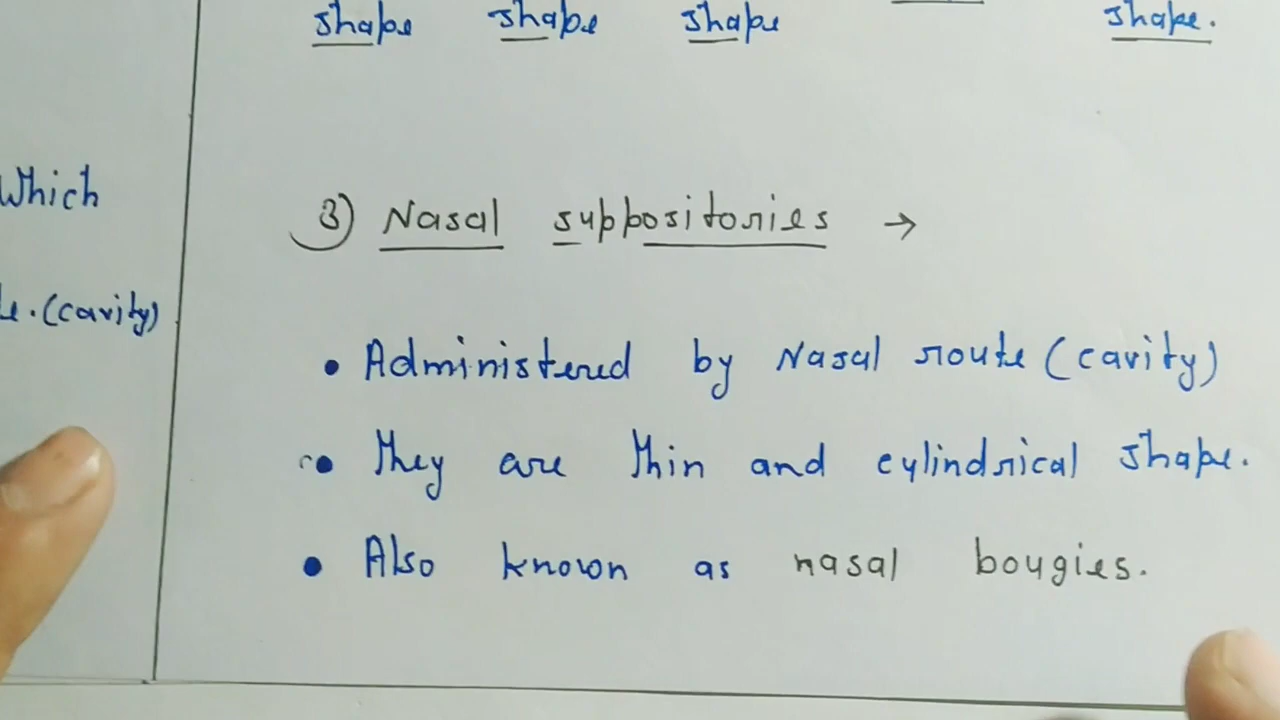 shape shape shape shape.
Which
3) Nasal suppositories →
(cavity)
• Administered by Nasal route (cavity)
• They are thin and cylindrical shape.
• Also known as nasal bougies.